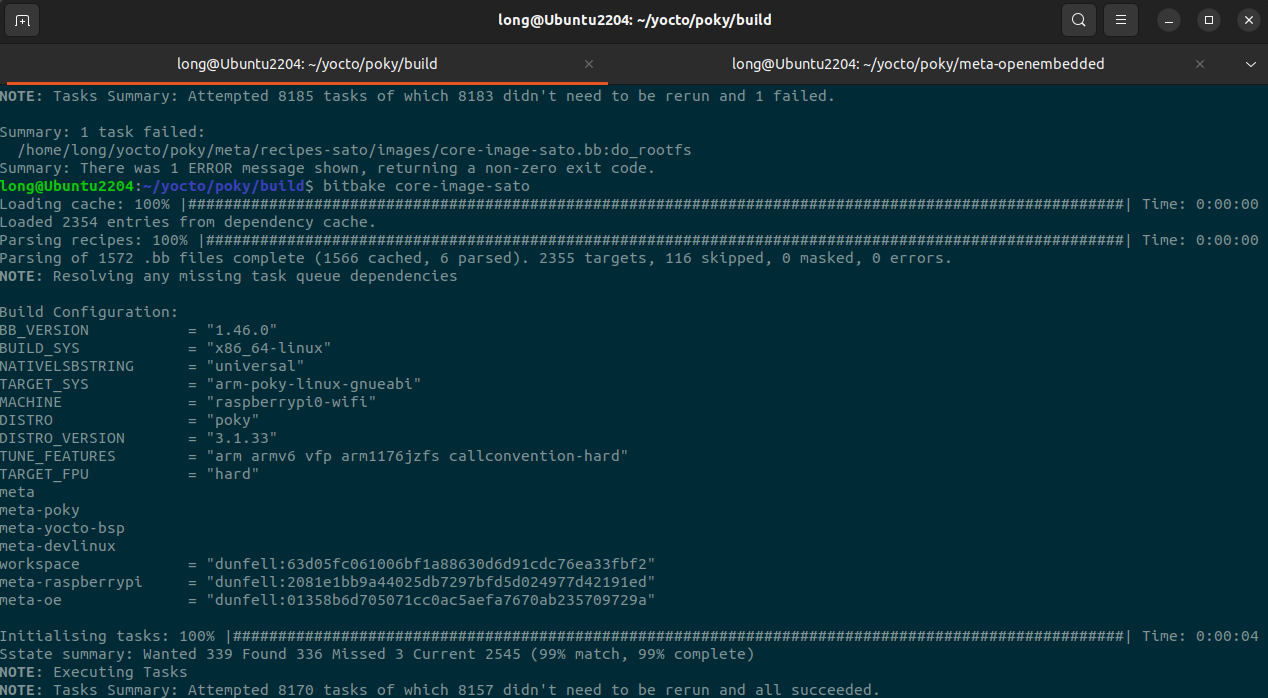 long@Ubuntu2204: ~/yocto/poky/build
long@Ubuntu2204: ~/yocto/poky/build
long@Ubuntu2204: ~/yocto/poky/meta-openembedded
NOTE: Tasks Summary: Attempted 8185 tasks of which 8183 didn't need to be rerun and 1 failed.
Summary: 1 task failed:
  /home/long/yocto/poky/meta/recipes-sato/images/core-image-sato.bb:do_rootfs
Summary: There was 1 ERROR message shown, returning a non-zero exit code.
long@Ubuntu2204:~/yocto/poky/build$ bitbake core-image-sato
Loading cache: 100% |########################################################################################################| Time: 0:00:00
Loaded 2354 entries from dependency cache.
Parsing recipes: 100% |######################################################################################################| Time: 0:00:00
Parsing of 1572 .bb files complete (1566 cached, 6 parsed). 2355 targets, 116 skipped, 0 masked, 0 errors.
NOTE: Resolving any missing task queue dependencies
Build Configuration:
BB_VERSION           = "1.46.0"
BUILD_SYS            = "x86_64-linux"
NATIVELSBSTRING      = "universal"
TARGET_SYS           = "arm-poky-linux-gnueabi"
MACHINE              = "raspberrypi0-wifi"
DISTRO               = "poky"
DISTRO_VERSION       = "3.1.33"
TUNE_FEATURES        = "arm armv6 vfp arm1176jzfs callconvention-hard"
TARGET_FPU           = "hard"
meta
meta-poky
meta-yocto-bsp
meta-devlinux
workspace            = "dunfell:63d05fc061006bf1a88630d6d91cdc76ea33fbf2"
meta-raspberrypi     = "dunfell:2081e1bb9a44025db7297bfd5d024977d42191ed"
meta-oe              = "dunfell:01358b6d705071cc0ac5aefa7670ab235709729a"
Initialising tasks: 100% |###################################################################################################| Time: 0:00:04
Sstate summary: Wanted 339 Found 336 Missed 3 Current 2545 (99% match, 99% complete)
NOTE: Executing Tasks
NOTE: Tasks Summary: Attempted 8170 tasks of which 8157 didn't need to be rerun and all succeeded.